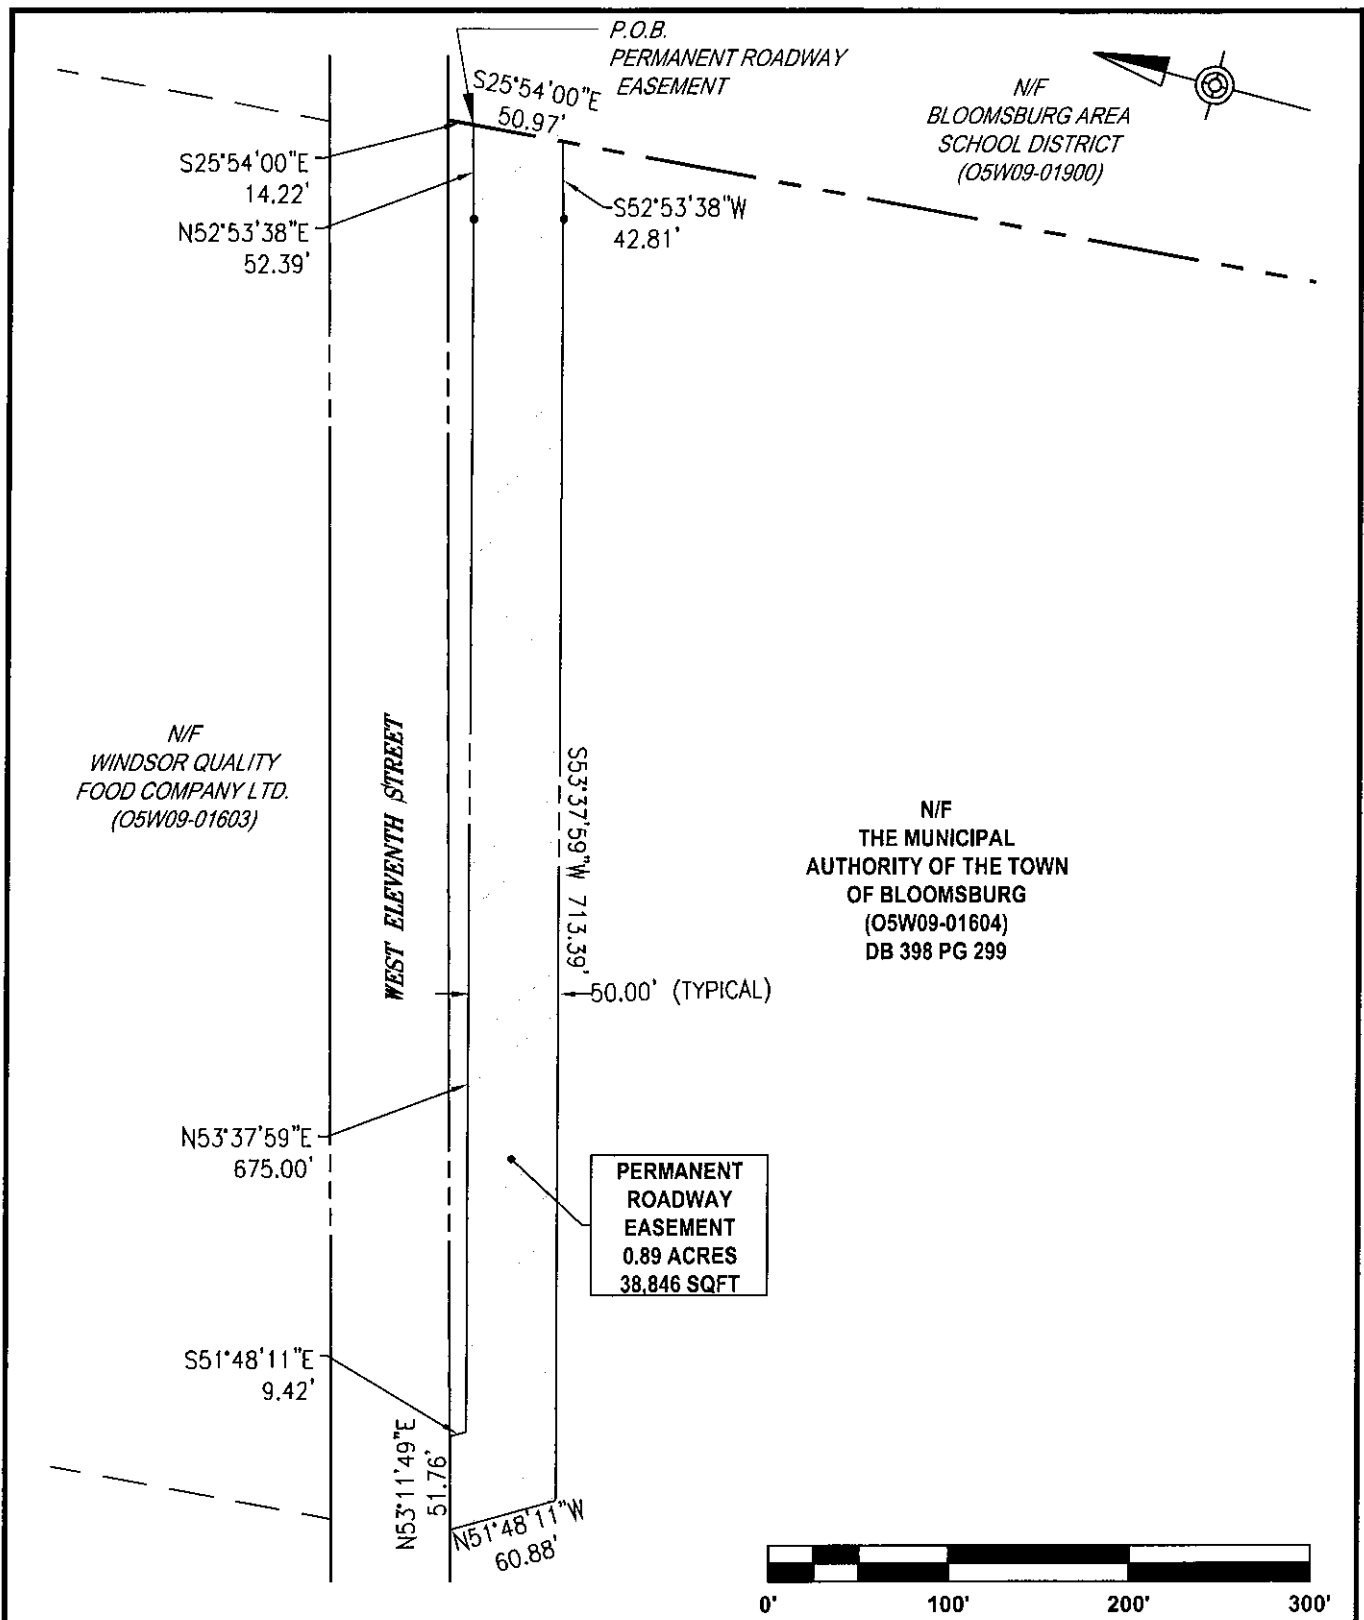 P.O.B.
PERMANENT ROADWAY
EASEMENT
S25°54'00"E
50.97'
N/F
BLOOMSBURG AREA
SCHOOL DISTRICT
(O5W09-01900)
S25°54'00"E
14.22'
N52°53'38"E
52.39'
S52°53'38"W
42.81'
N/F
WINDSOR QUALITY
FOOD COMPANY LTD.
(O5W09-01603)
WEST ELEVENTH STREET
S53°37'59"W 713.39'
N/F
THE MUNICIPAL
AUTHORITY OF THE TOWN
OF BLOOMSBURG
(O5W09-01604)
DB 398 PG 299
50.00' (TYPICAL)
N53°37'59"E
675.00'
PERMANENT
ROADWAY
EASEMENT
0.89 ACRES
38,846 SQFT
S51°48'11"E
9.42'
N53°11'49"E
51.76'
N51°48'11"W
60.88'
0' 100' 200' 300'